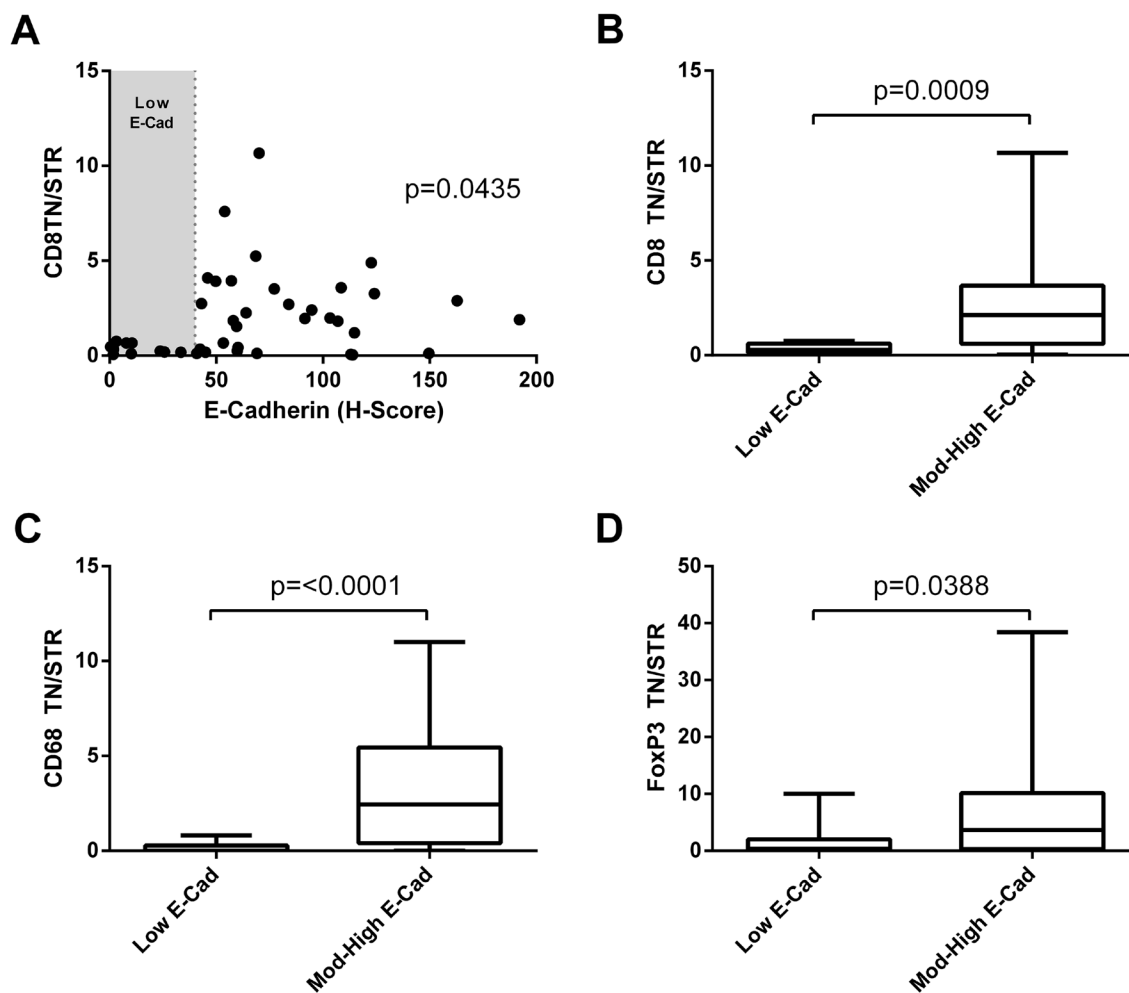 A
15
10
5
0
CD8TN/STR
Low
E-Cad
p=0.0435
0
50
100
150
200
E-Cadherin (H-Score)
B
15
10
5
0
CD8 TN/STR
p=0.0009
Low E-Cad
Mod-High E-Cad
C
15
10
5
0
CD68 TN/STR
p=<0.0001
Low E-Cad
Mod-High E-Cad
D
50
40
30
20
10
0
FoxP3 TN/STR
p=0.0388
Low E-Cad
Mod-High E-Cad